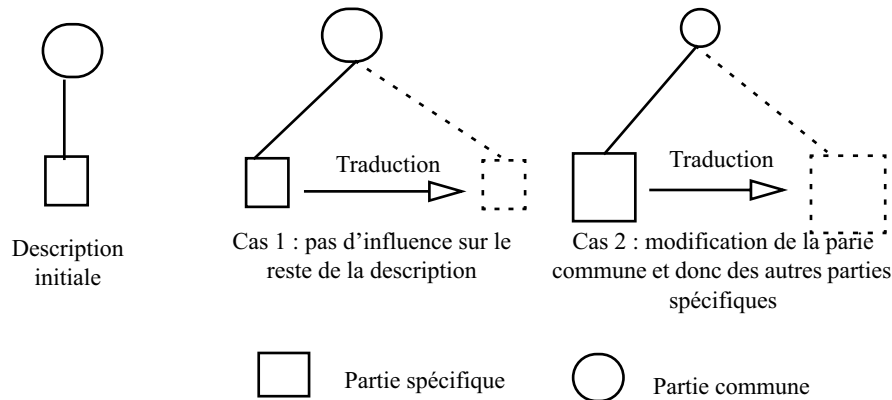 Traduction
Traduction
Description
initiale
Cas 1 : pas d’influence sur le
reste de la description
Cas 2 : modification de la parie
commune et donc des autres parties
spécifiques
Partie spécifique
Partie commune